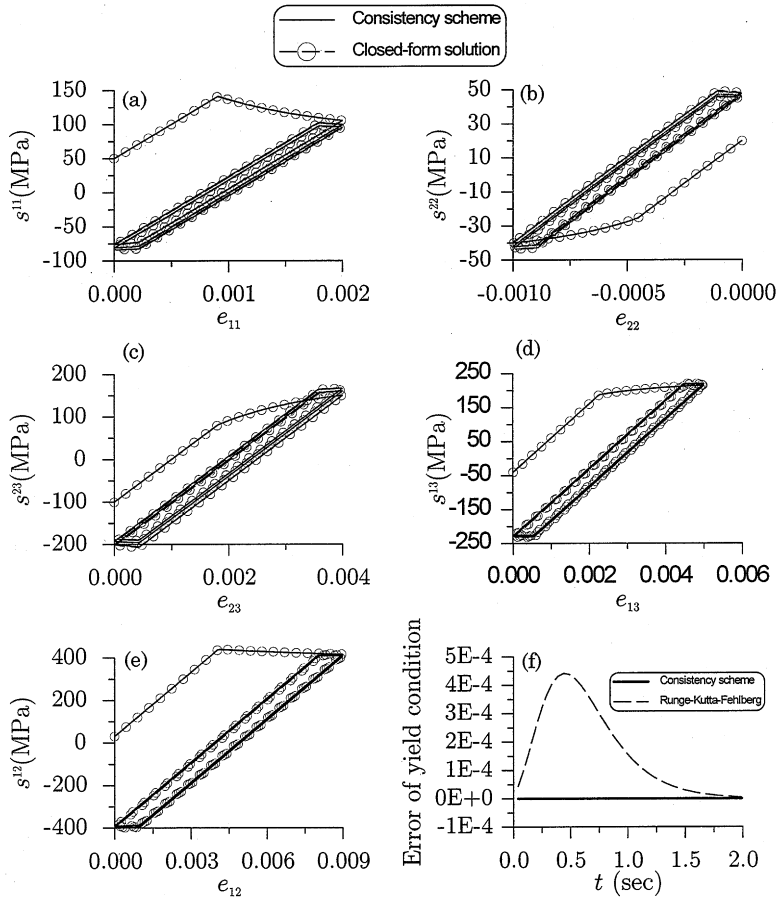 Consistency scheme
Closed-form solution
(a)
150
100
50
0
-50
-100
s¹¹(MPa)
0.000 0.001 0.002
e₁₁
(b)
50
30
10
-10
-30
-50
s²²(MPa)
-0.0010 -0.0005 0.0000
e₂₂
(c)
200
100
0
-100
-200
s²³(MPa)
0.000 0.002 0.004
e₂₃
(d)
250
150
50
-50
-150
-250
s¹³(MPa)
0.000 0.002 0.004 0.006
e₁₃
(e)
400
200
0
-200
-400
s¹²(MPa)
0.000 0.003 0.006 0.009
e₁₂
(f)
5E-4
4E-4
3E-4
2E-4
1E-4
0E+0
-1E-4
Error of yield condition
Consistency scheme
Runge-Kutta-Fehlberg
0.0 0.5 1.0 1.5 2.0
t (sec)